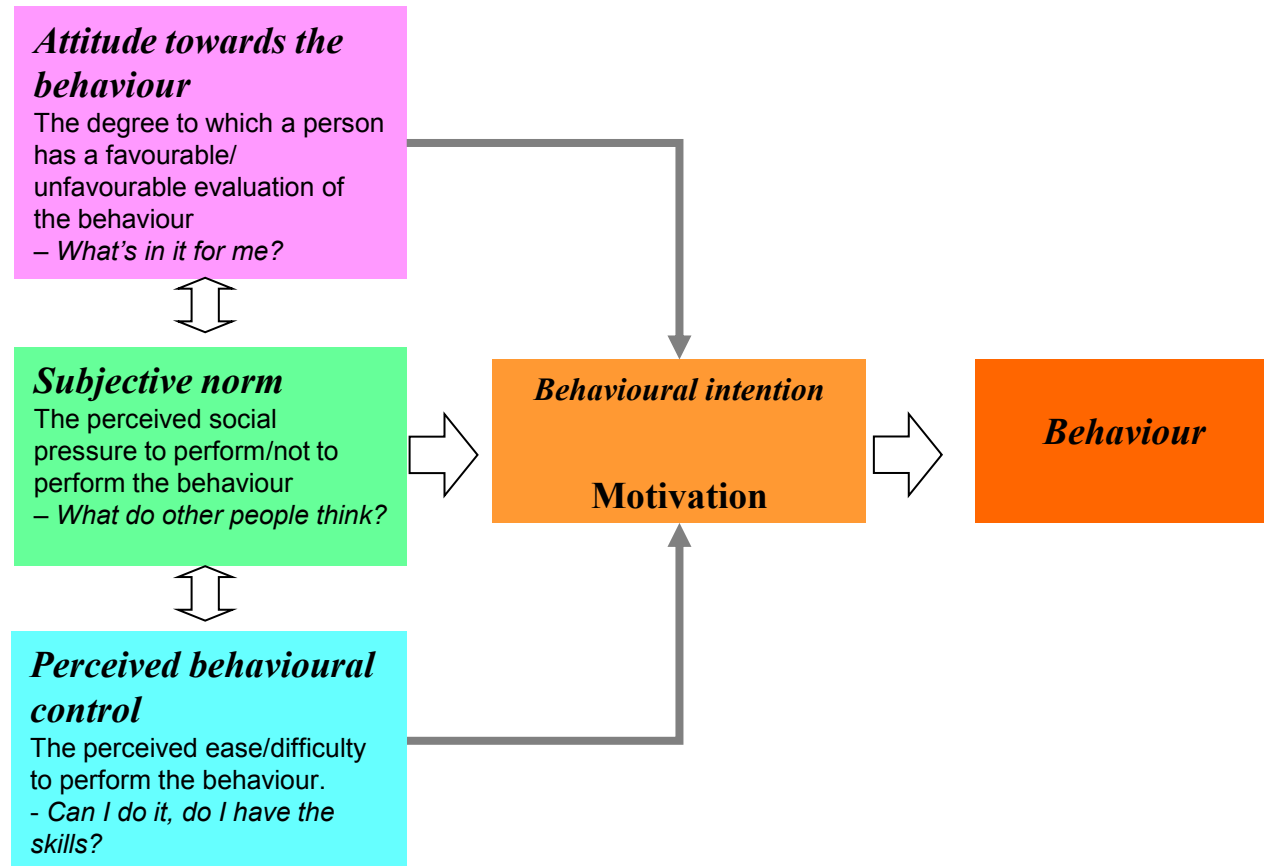 Attitude towards the
behaviour
The degree to which a person
has a favourable/
unfavourable evaluation of
the behaviour
– What’s in it for me?
Subjective norm
The perceived social
pressure to perform/not to
perform the behaviour
– What do other people think?
Perceived behavioural
control
The perceived ease/difficulty
to perform the behaviour.
- Can I do it, do I have the
skills?
Behavioural intention
Motivation
Behaviour